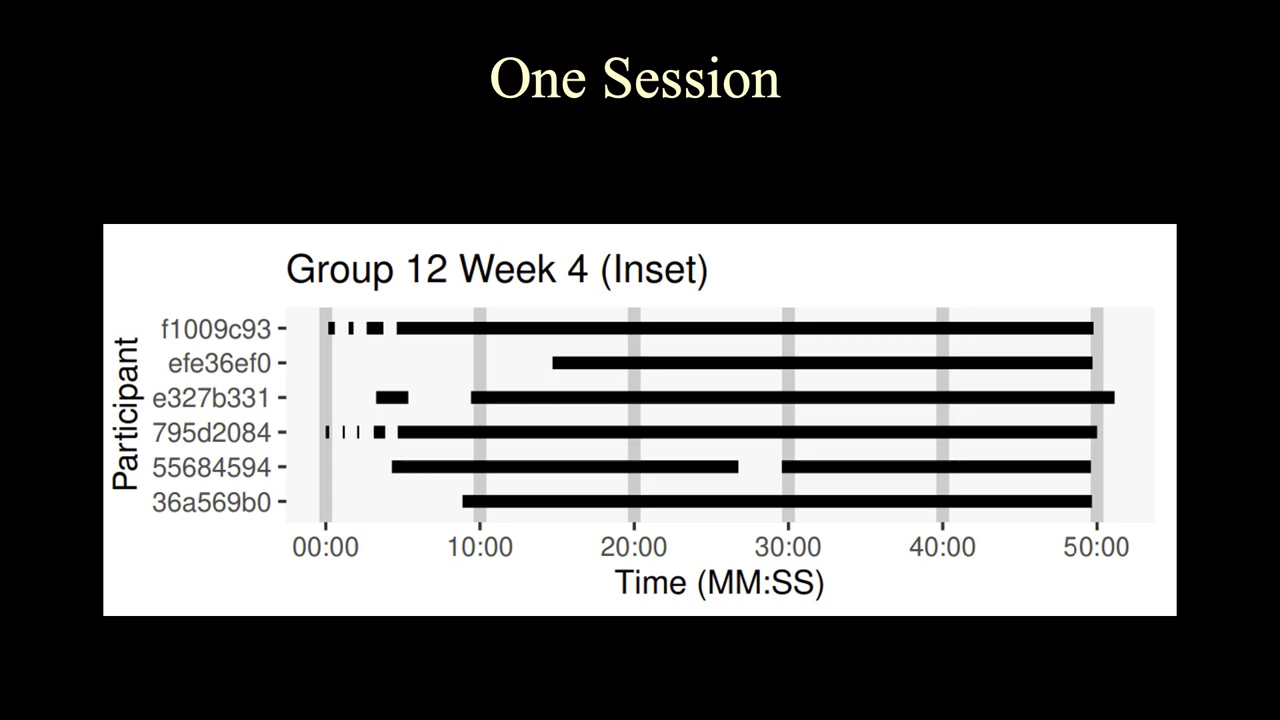 One Session
Group 12 Week 4 (Inset)
Participant
f1009c93
efe36ef0
e327b331
795d2084
55684594
36a569b0
00:00 10:00 20:00 30:00 40:00 50:00
Time (MM:SS)